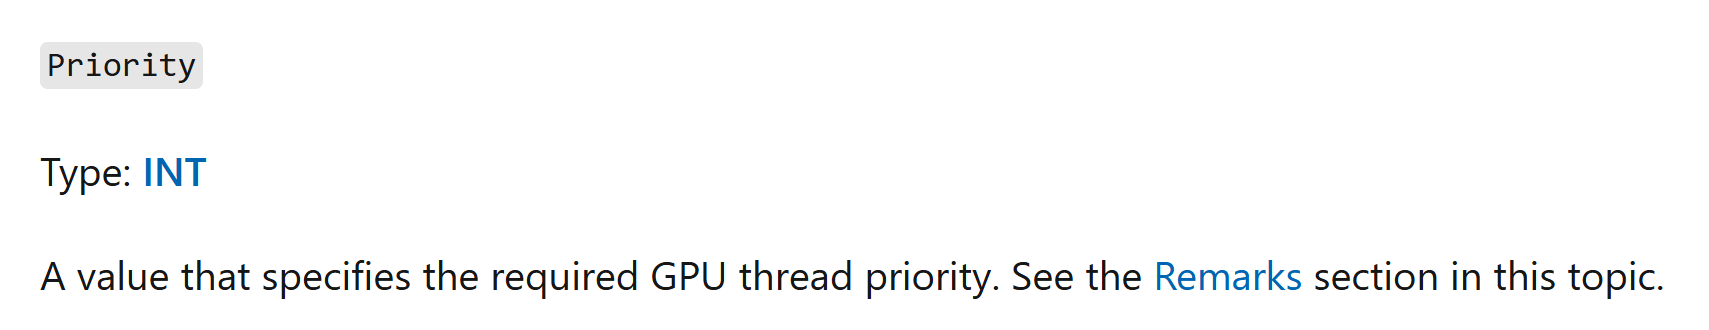 Priority
Type: INT
A value that specifies the required GPU thread priority. See the Remarks section in this topic.